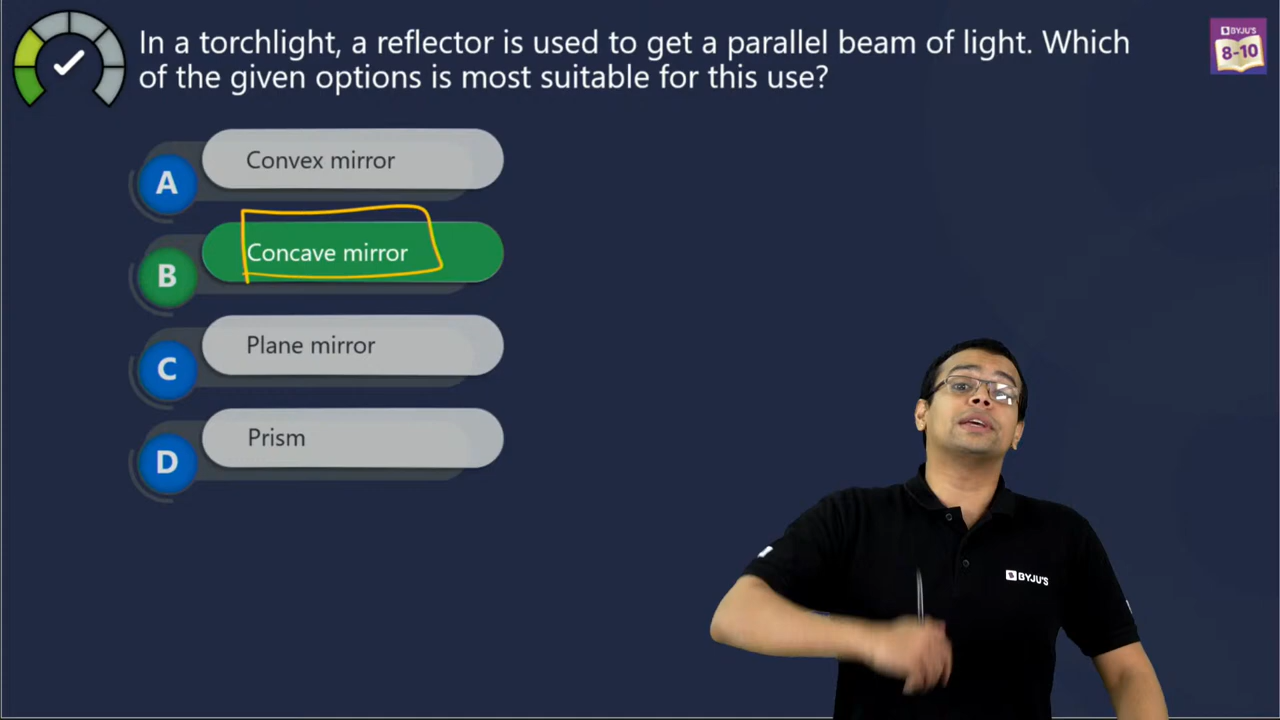 In a torchlight, a reflector is used to get a parallel beam of light. Which
of the given options is most suitable for this use?
BYJU'S
8-10
A
Convex mirror
B
Concave mirror
C
Plane mirror
D
Prism
BYJU'S